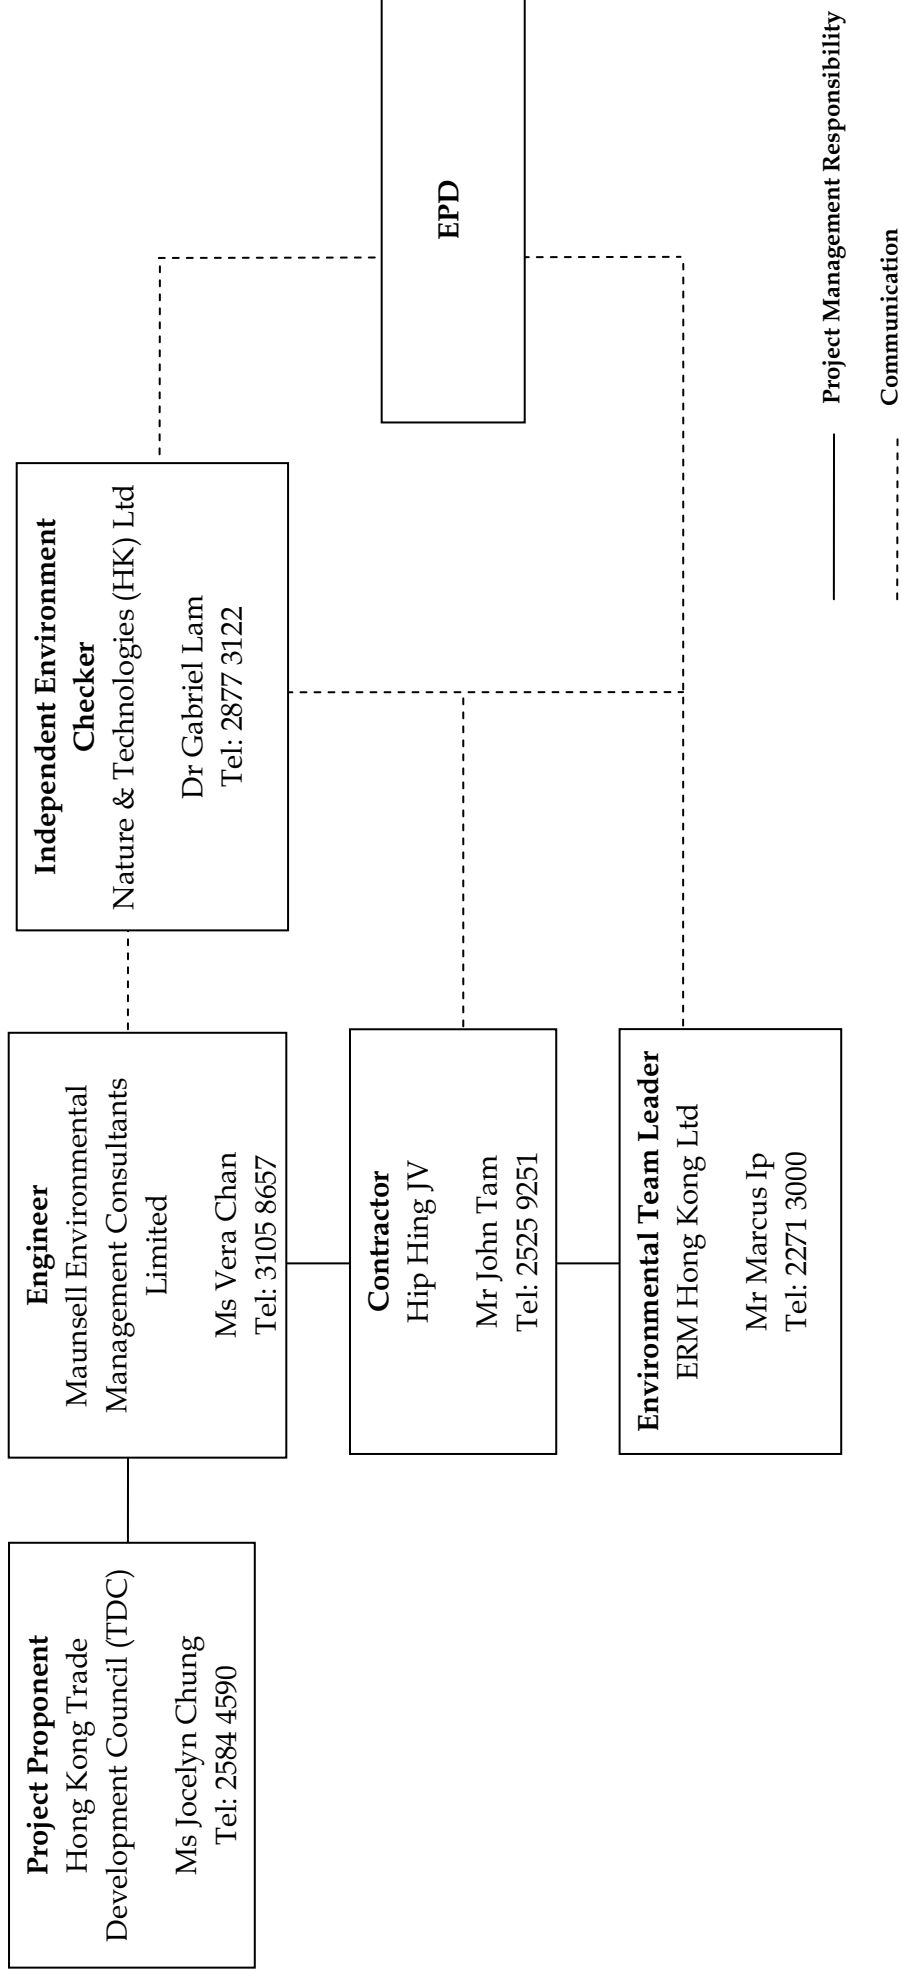 Project Proponent
Hong Kong Trade
Development Council (TDC)
Ms Jocelyn Chung
Tel: 2584 4590
Engineer
Maunsell Environmental
Management Consultants
Limited
Ms Vera Chan
Tel: 3105 8657
Independent Environment
Checker
Nature & Technologies (HK) Ltd
Dr Gabriel Lam
Tel: 2877 3122
Contractor
Hip Hing JV
Mr John Tam
Tel: 2525 9251
EPD
Environmental Team Leader
ERM Hong Kong Ltd
Mr Marcus Ip
Tel: 2271 3000
Project Management Responsibility
Communication